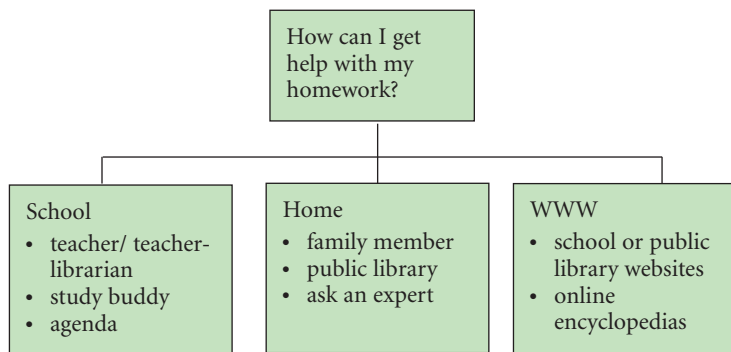 How can I get
help with my
homework?
School
• teacher/ teacher-
librarian
• study buddy
• agenda
Home
• family member
• public library
• ask an expert
WWW
• school or public
library websites
• online
encyclopedias